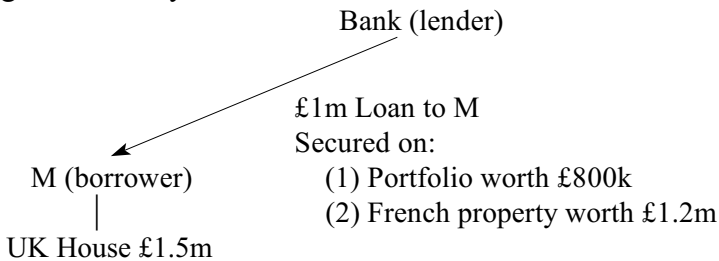 Bank (lender)
£1m Loan to M
Secured on:
(1) Portfolio worth £800k
M (borrower)
(2) French property worth £1.2m
UK House £1.5m